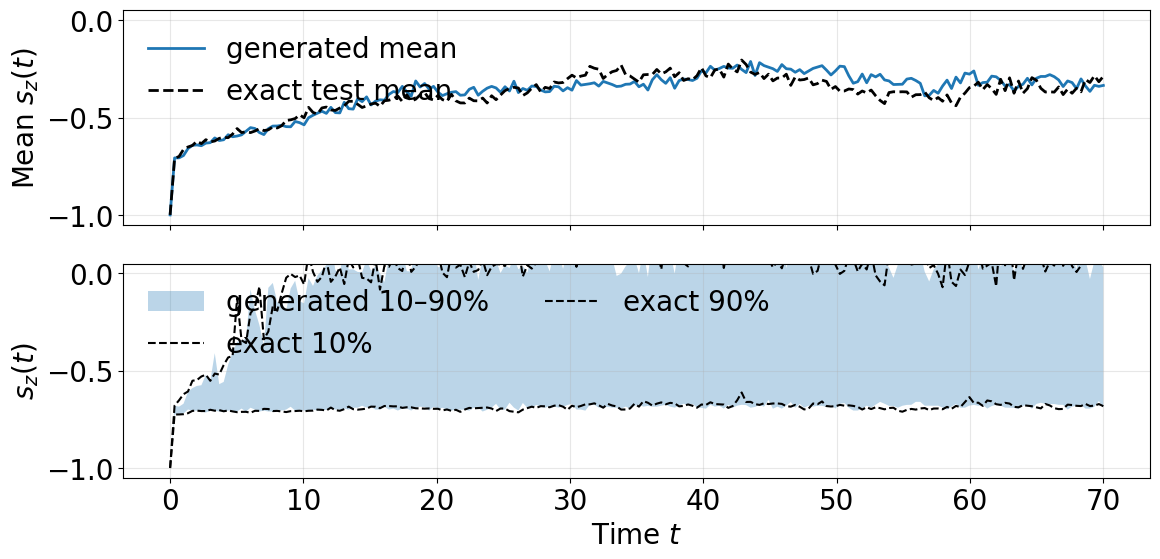 0.0
−0.5
−1.0
Mean s_z(t)
generated mean
exact test mean
0.0
−0.5
−1.0
s_z(t)
generated 10–90%
exact 10%
exact 90%
0 10 20 30 40 50 60 70
Time t